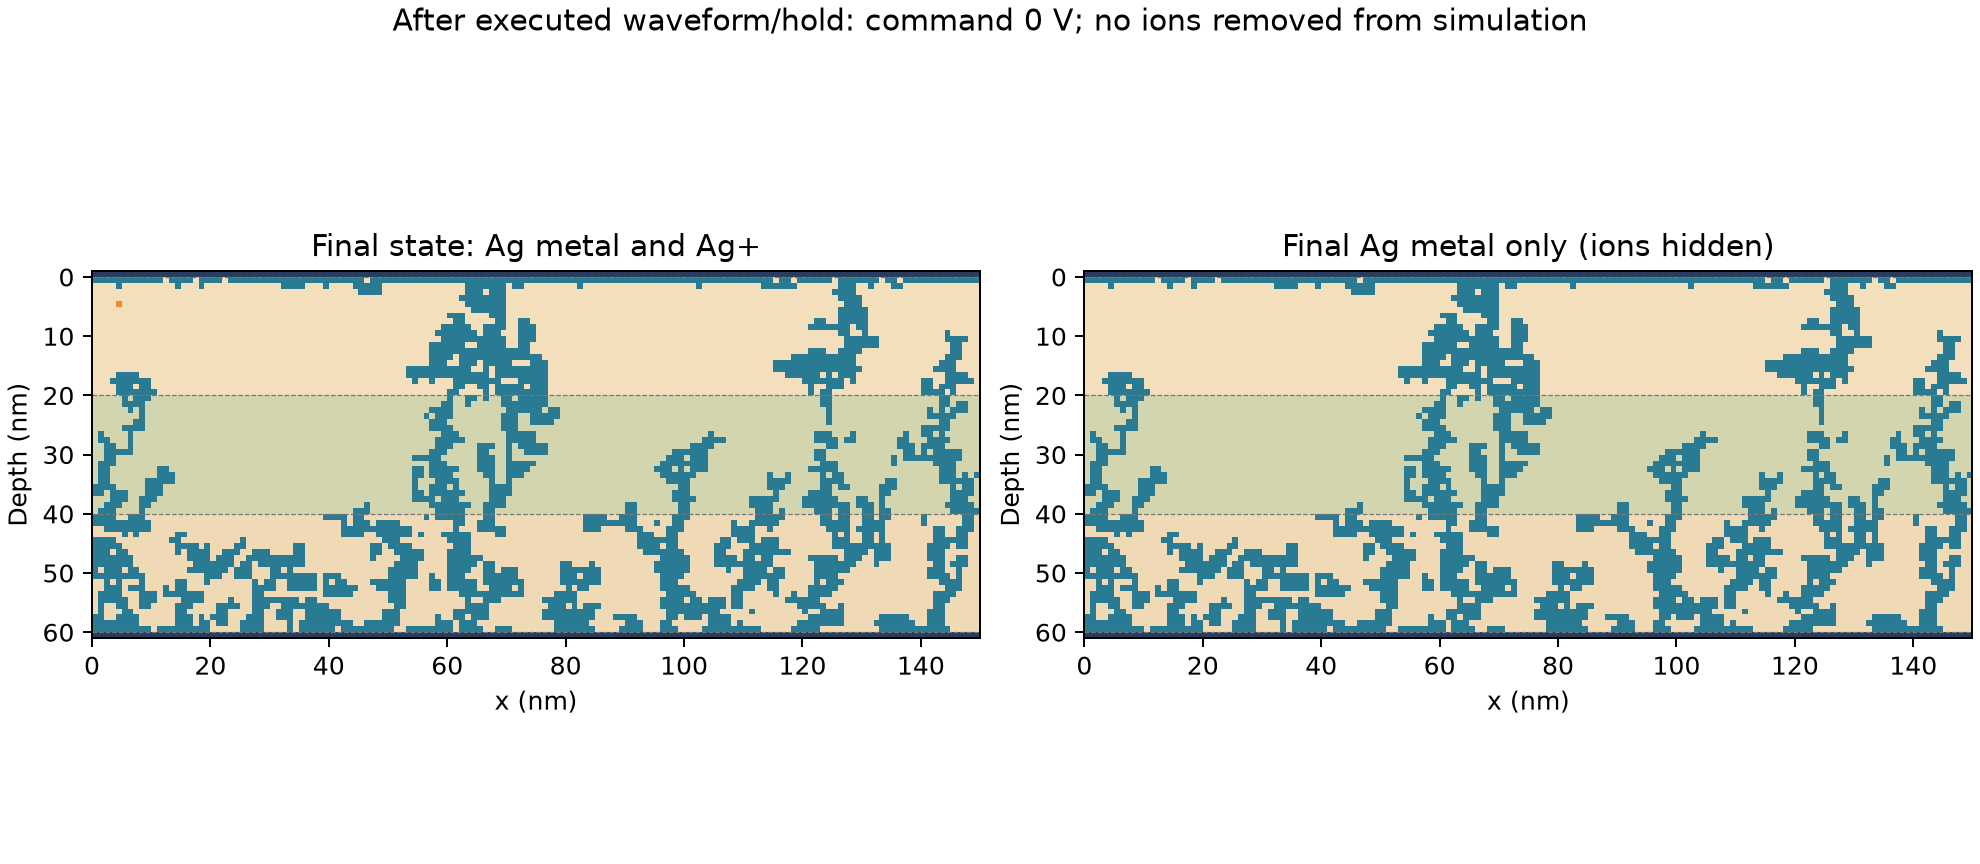 After executed waveform/hold: command 0 V; no ions removed from simulation
Final state: Ag metal and Ag+
0
10
20
30
40
50
60
Depth (nm)
0 20 40 60 80 100 120 140
x (nm)
Final Ag metal only (ions hidden)
0
10
20
30
40
50
60
Depth (nm)
0 20 40 60 80 100 120 140
x (nm)